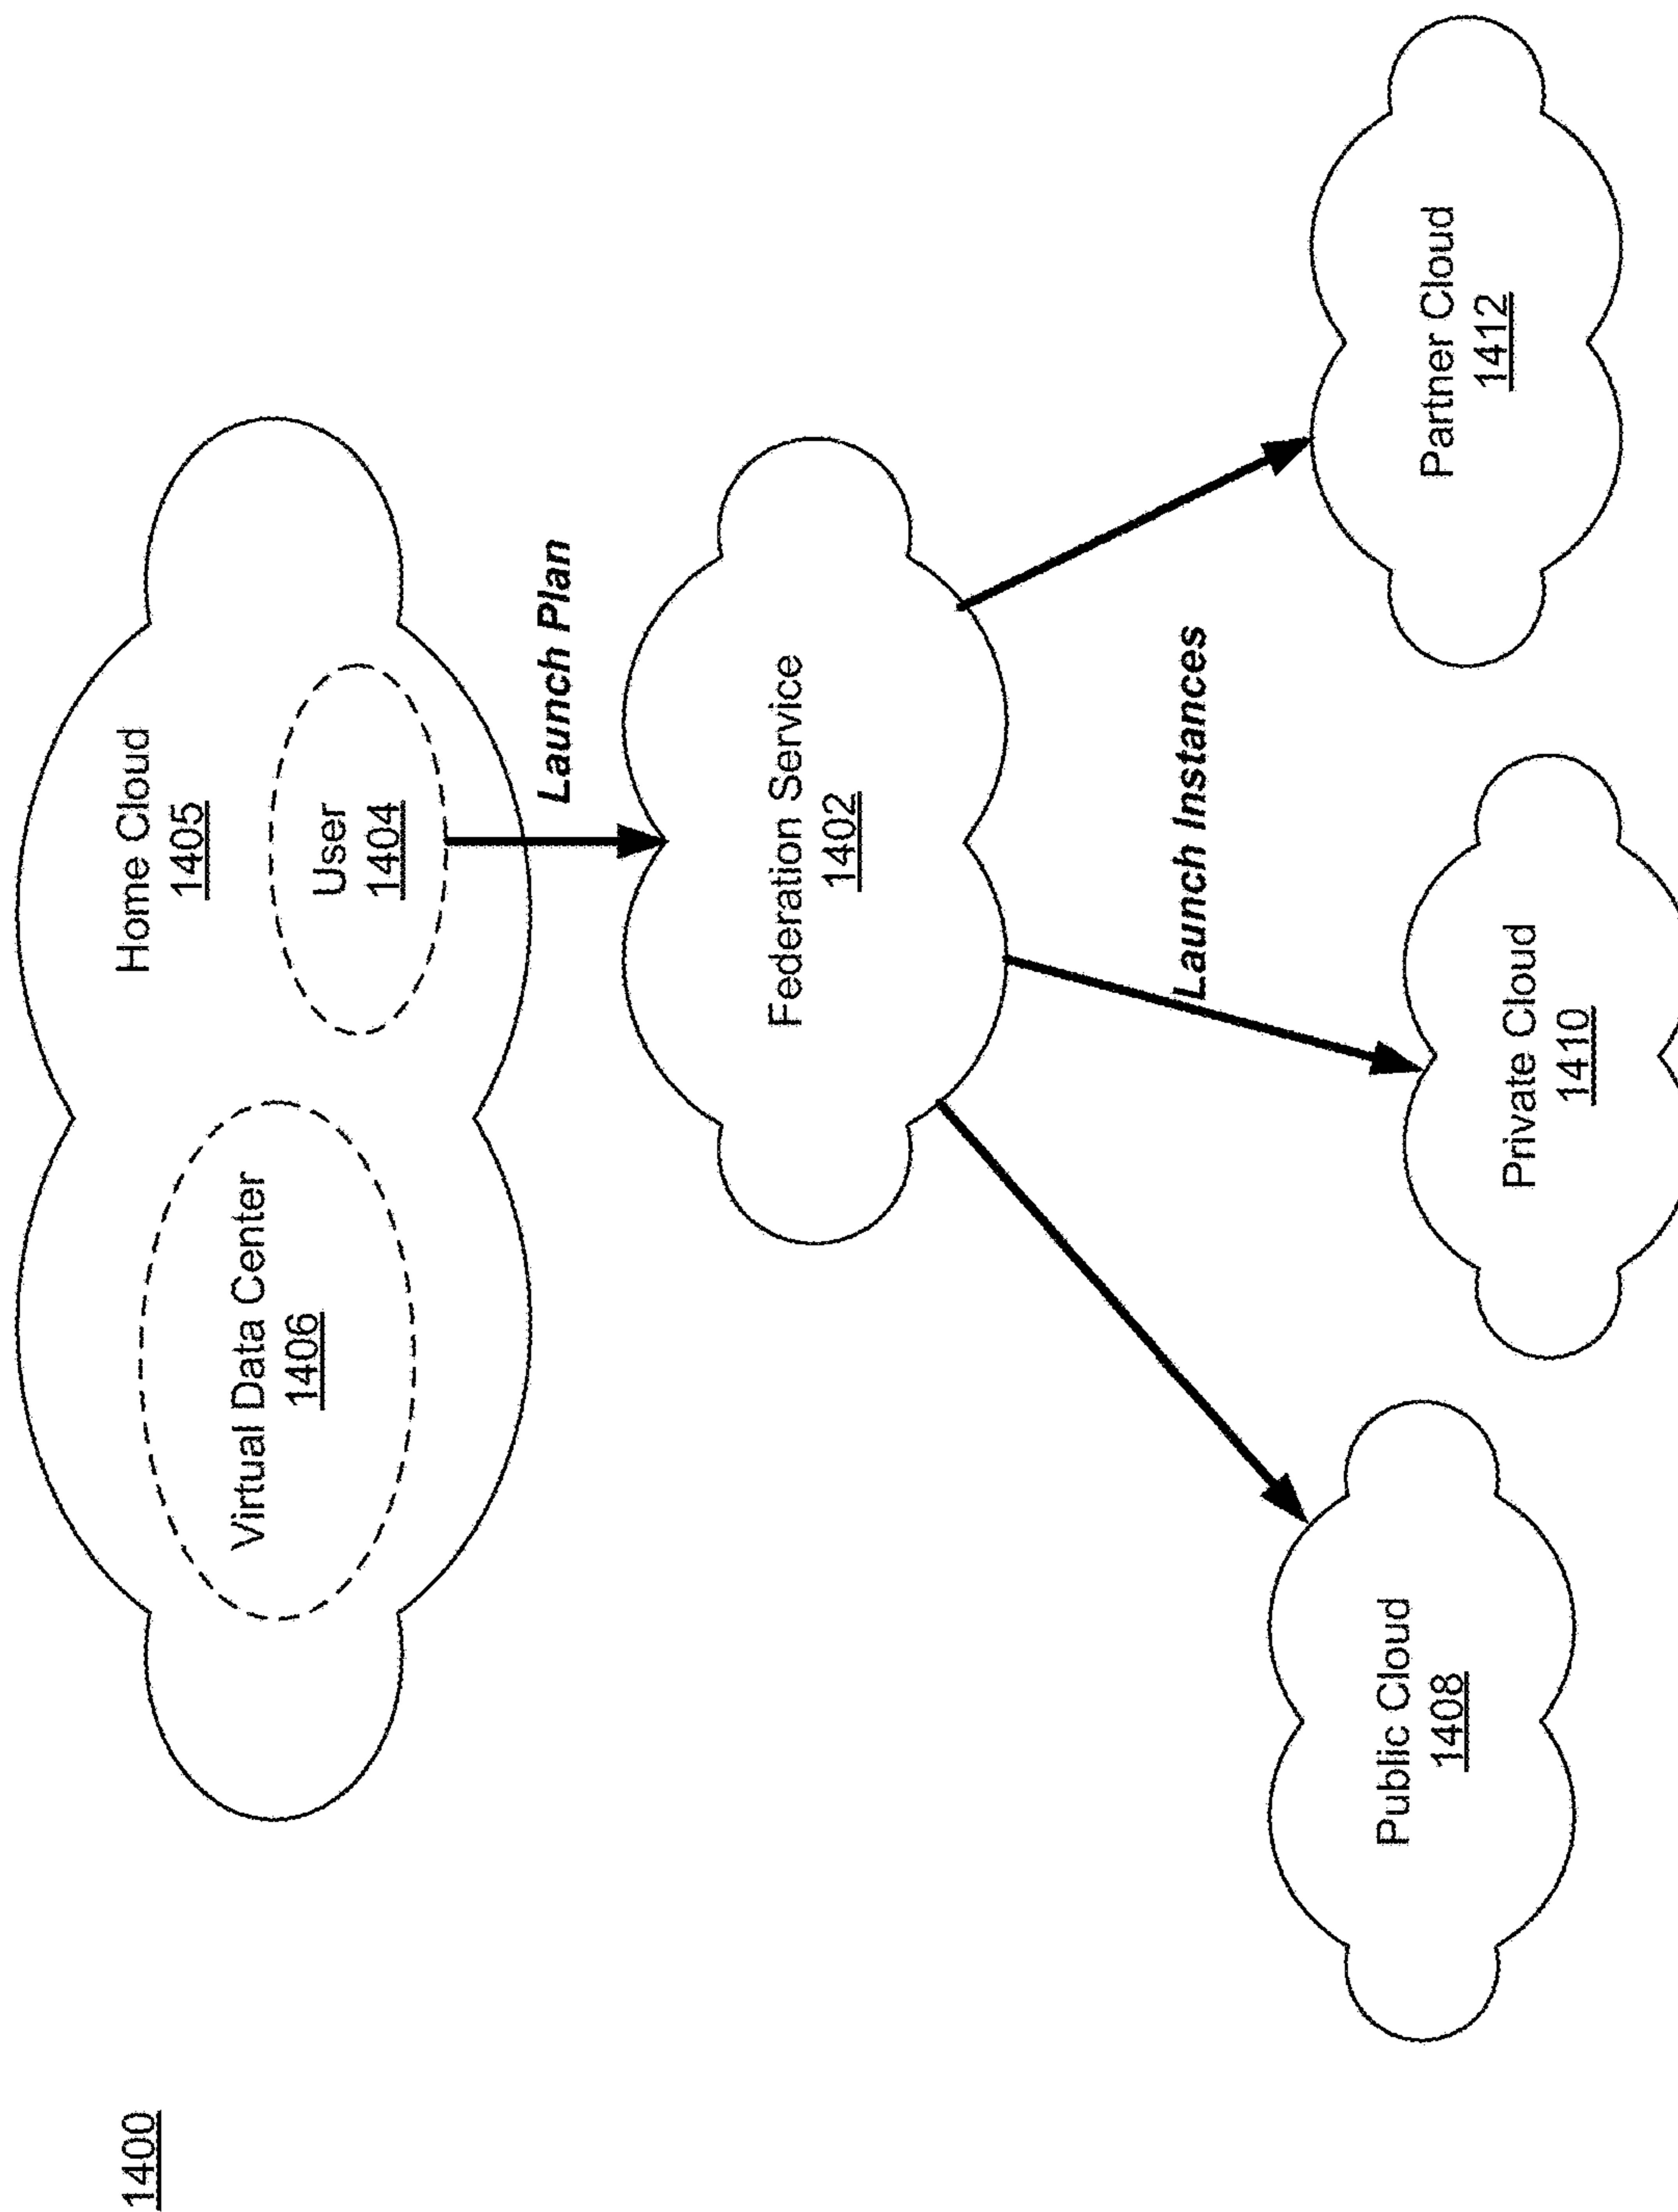 1400
Home Cloud
1405
Virtual Data Center
1406
User
1404
Launch Plan
Federation Service
1402
Launch Instances
Public Cloud
1408
Private Cloud
1410
Partner Cloud
1412